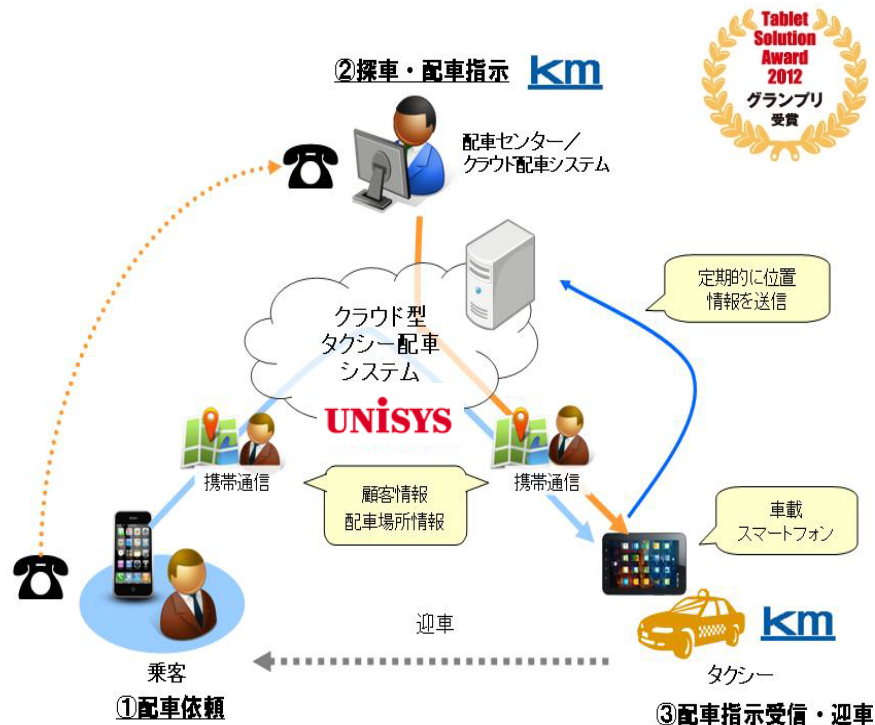 Tablet
Solution
Award
2012
グランプリ
受賞
②探車・配車指示
km
配車センター／
クラウド配車システム
定期的に位置
情報を送信
クラウド型
タクシー配車
システム
UNISYS
携帯通信
携帯通信
顧客情報
配車場所情報
車載
スマートフォン
迎車
km
乗客
タクシー
①配車依頼
③配車指示受信・迎車